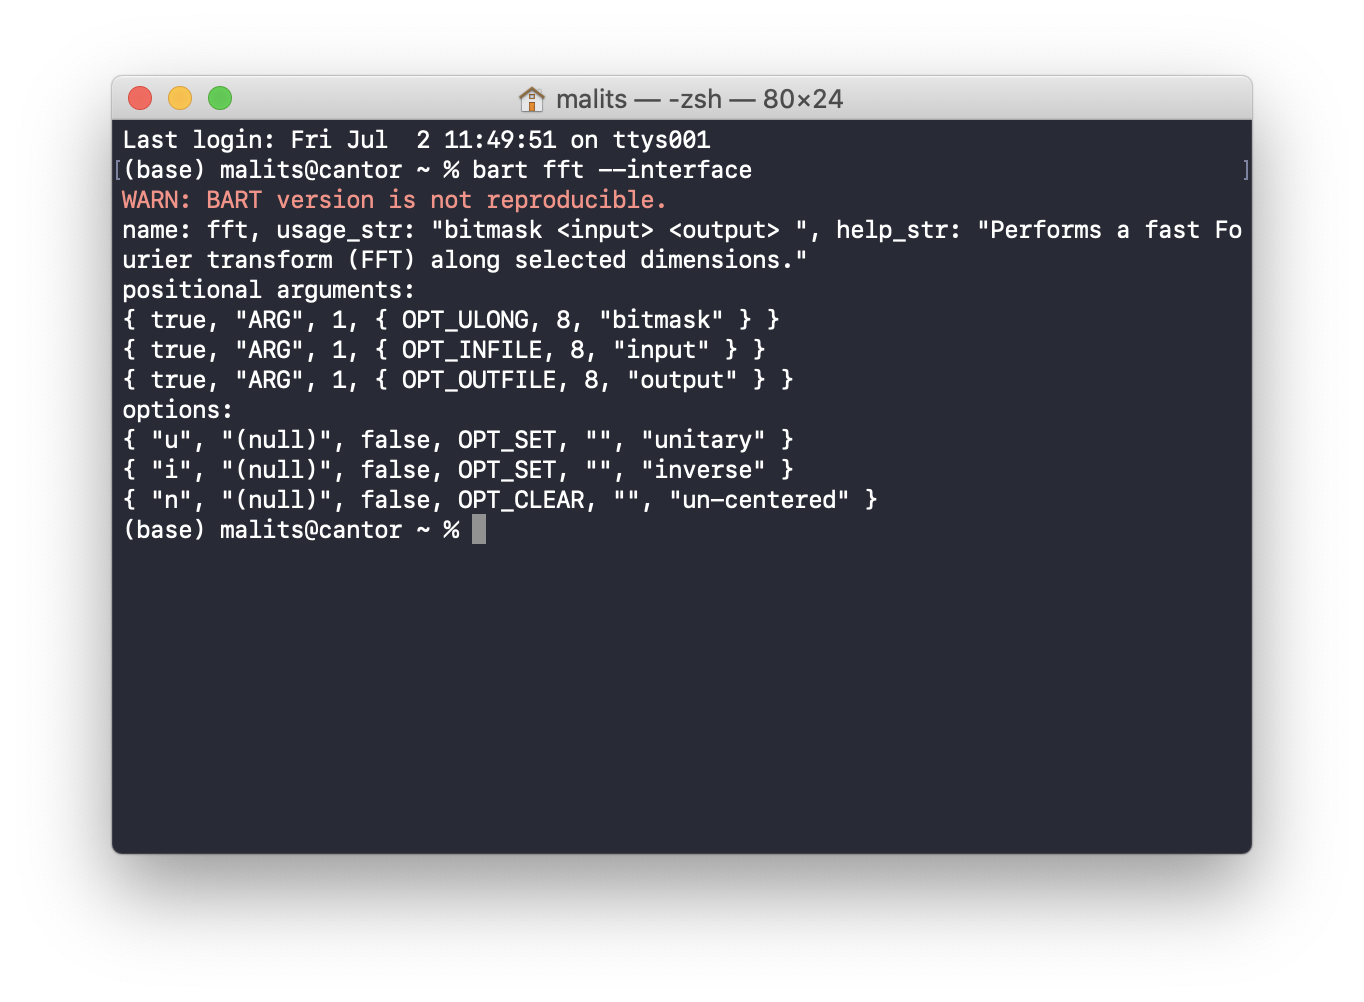 malits — -zsh — 80×24
Last login: Fri Jul  2 11:49:51 on ttys001
[(base) malits@cantor ~ % bart fft --interface ]
WARN: BART version is not reproducible.
name: fft, usage_str: "bitmask <input> <output> ", help_str: "Performs a fast Fo
urier transform (FFT) along selected dimensions."
positional arguments:
{ true, "ARG", 1, { OPT_ULONG, 8, "bitmask" } }
{ true, "ARG", 1, { OPT_INFILE, 8, "input" } }
{ true, "ARG", 1, { OPT_OUTFILE, 8, "output" } }
options:
{ "u", "(null)", false, OPT_SET, "", "unitary" }
{ "i", "(null)", false, OPT_SET, "", "inverse" }
{ "n", "(null)", false, OPT_CLEAR, "", "un-centered" }
(base) malits@cantor ~ %